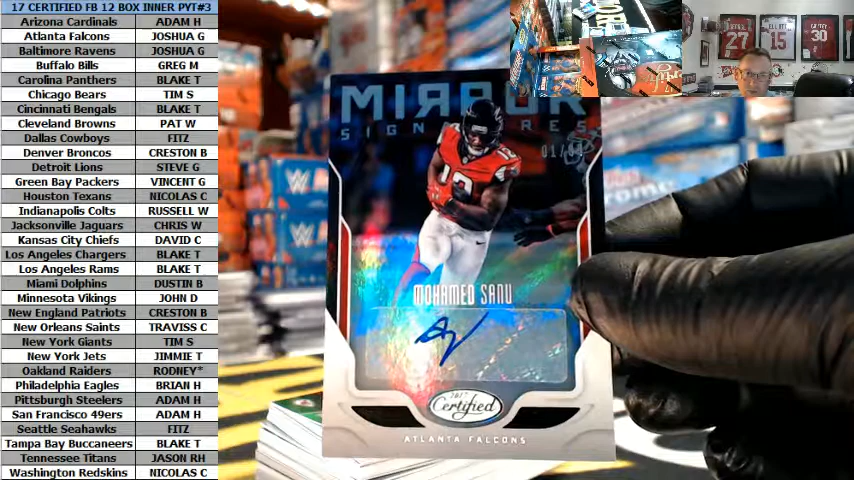 17 CERTIFIED FB 12 BOX INNER PYT#3
Arizona Cardinals ADAM H
Atlanta Falcons JOSHUA G
Baltimore Ravens JOSHUA G
Buffalo Bills GREG M
Carolina Panthers BLAKE T
Chicago Bears TIM S
Cincinnati Bengals BLAKE T
Cleveland Browns PAT W
Dallas Cowboys FITZ
Denver Broncos CRESTON B
Detroit Lions STEVE G
Green Bay Packers VINCENT G
Houston Texans NICOLAS C
Indianapolis Colts RUSSELL W
Jacksonville Jaguars CHRIS W
Kansas City Chiefs DAVID C
Los Angeles Chargers BLAKE T
Los Angeles Rams BLAKE T
Miami Dolphins DUSTIN B
Minnesota Vikings JOHN D
New England Patriots CRESTON B
New Orleans Saints TRAVISS C
New York Giants TIM S
New York Jets JIMMIE T
Oakland Raiders RODNEY*
Philadelphia Eagles BRIAN H
Pittsburgh Steelers ADAM H
San Francisco 49ers ADAM H
Seattle Seahawks FITZ
Tampa Bay Buccaneers BLAKE T
Tennessee Titans JASON RH
Washington Redskins NICOLAS C
MIRROR
SIGNATURES
12
MOHAMED SANU
2017
Certified
ATLANTA FALCONS
27
15
30
W
W